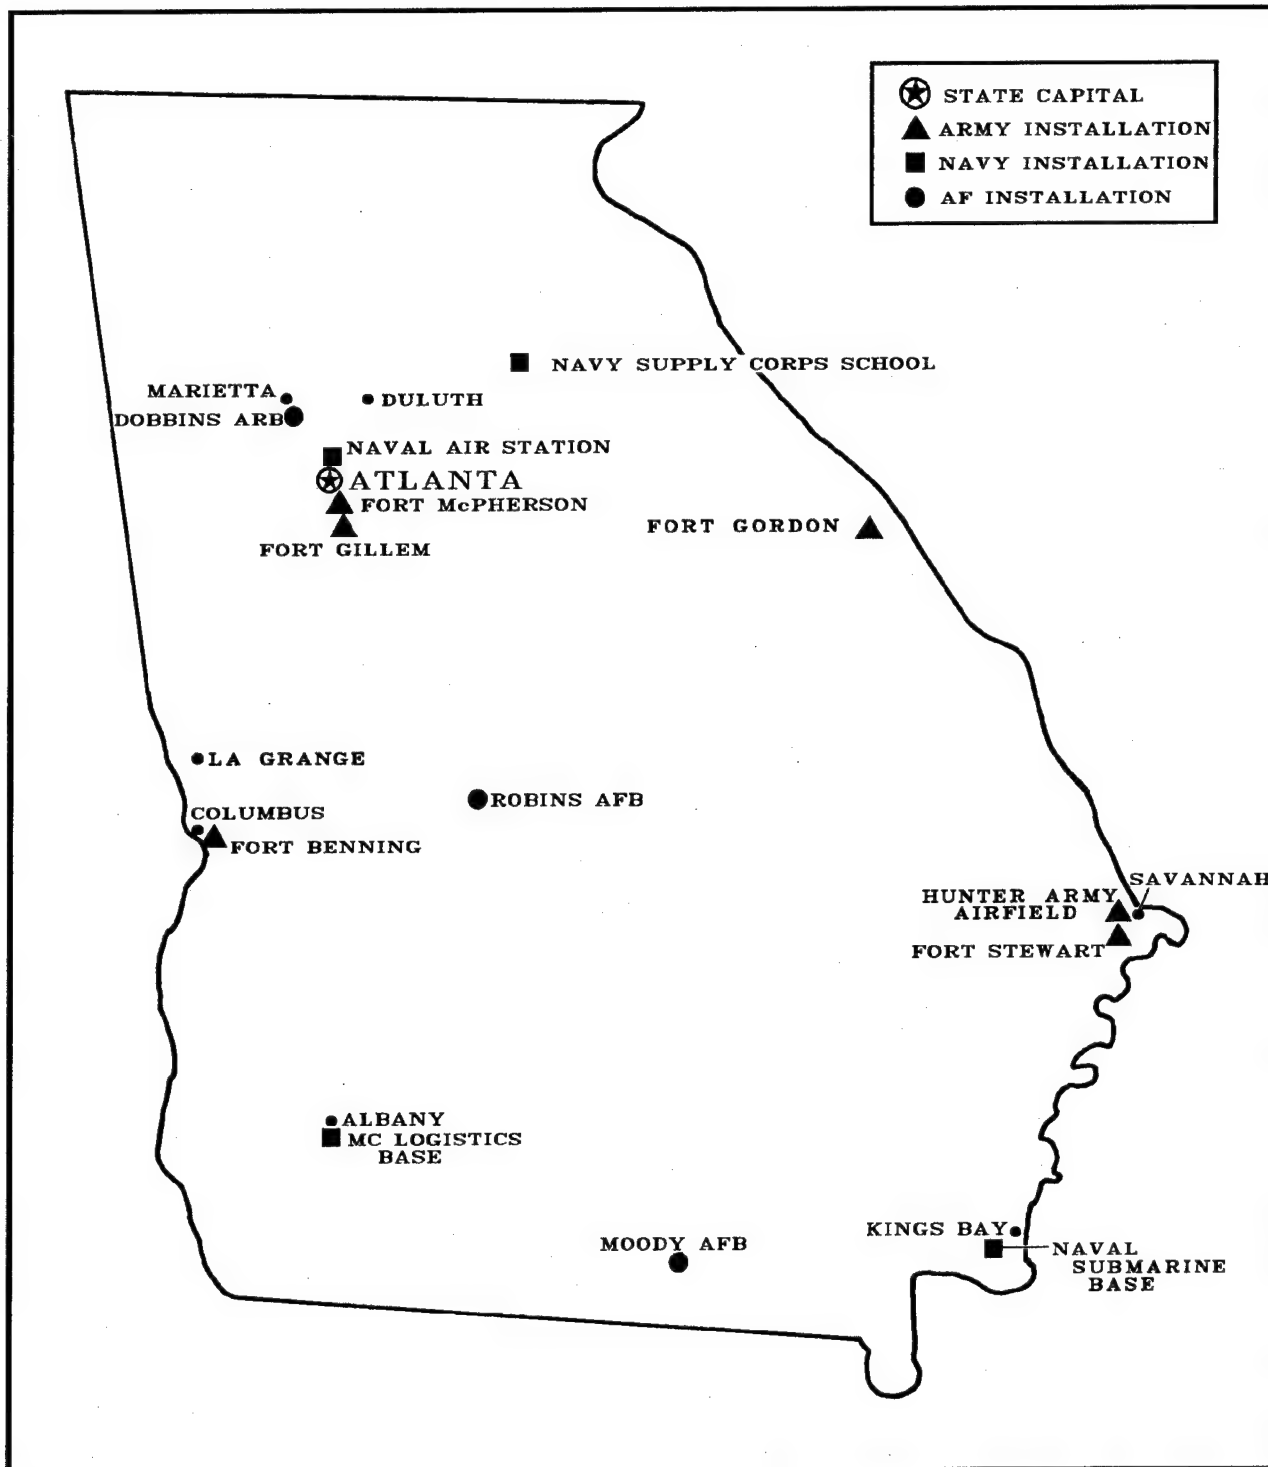 STATE CAPITAL
ARMY INSTALLATION
NAVY INSTALLATION
AF INSTALLATION
NAVY SUPPLY CORPS SCHOOL
MARIETTA
DULUTH
DOBBINS ARB
NAVAL AIR STATION
ATLANTA
FORT McPHERSON
FORT GORDON
FORT GILLEM
LA GRANGE
ROBINS AFB
COLUMBUS
FORT BENNING
SAVANNAH
HUNTER ARMY
AIRFIELD
FORT STEWART
ALBANY
MC LOGISTICS
BASE
KINGS BAY
MOODY AFB
NAVAL
SUBMARINE
BASE